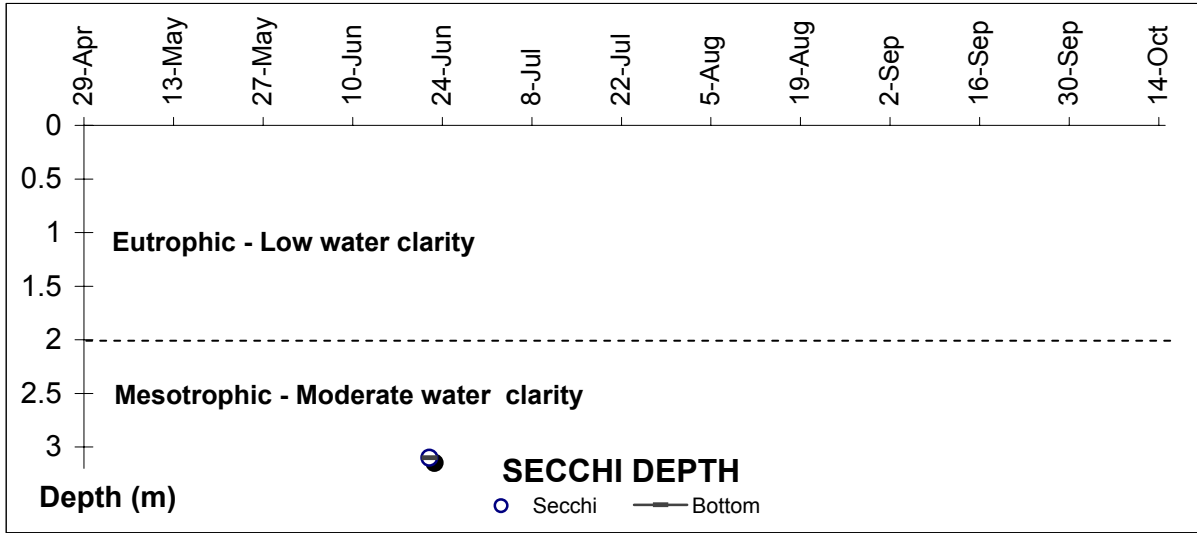 29-Apr
13-May
27-May
10-Jun
24-Jun
8-Jul
22-Jul
5-Aug
19-Aug
2-Sep
16-Sep
30-Sep
14-Oct
0
0.5
1
Eutrophic - Low water clarity
1.5
2
2.5
Mesotrophic - Moderate water  clarity
3
SECCHI DEPTH
Depth (m)
Secchi
Bottom